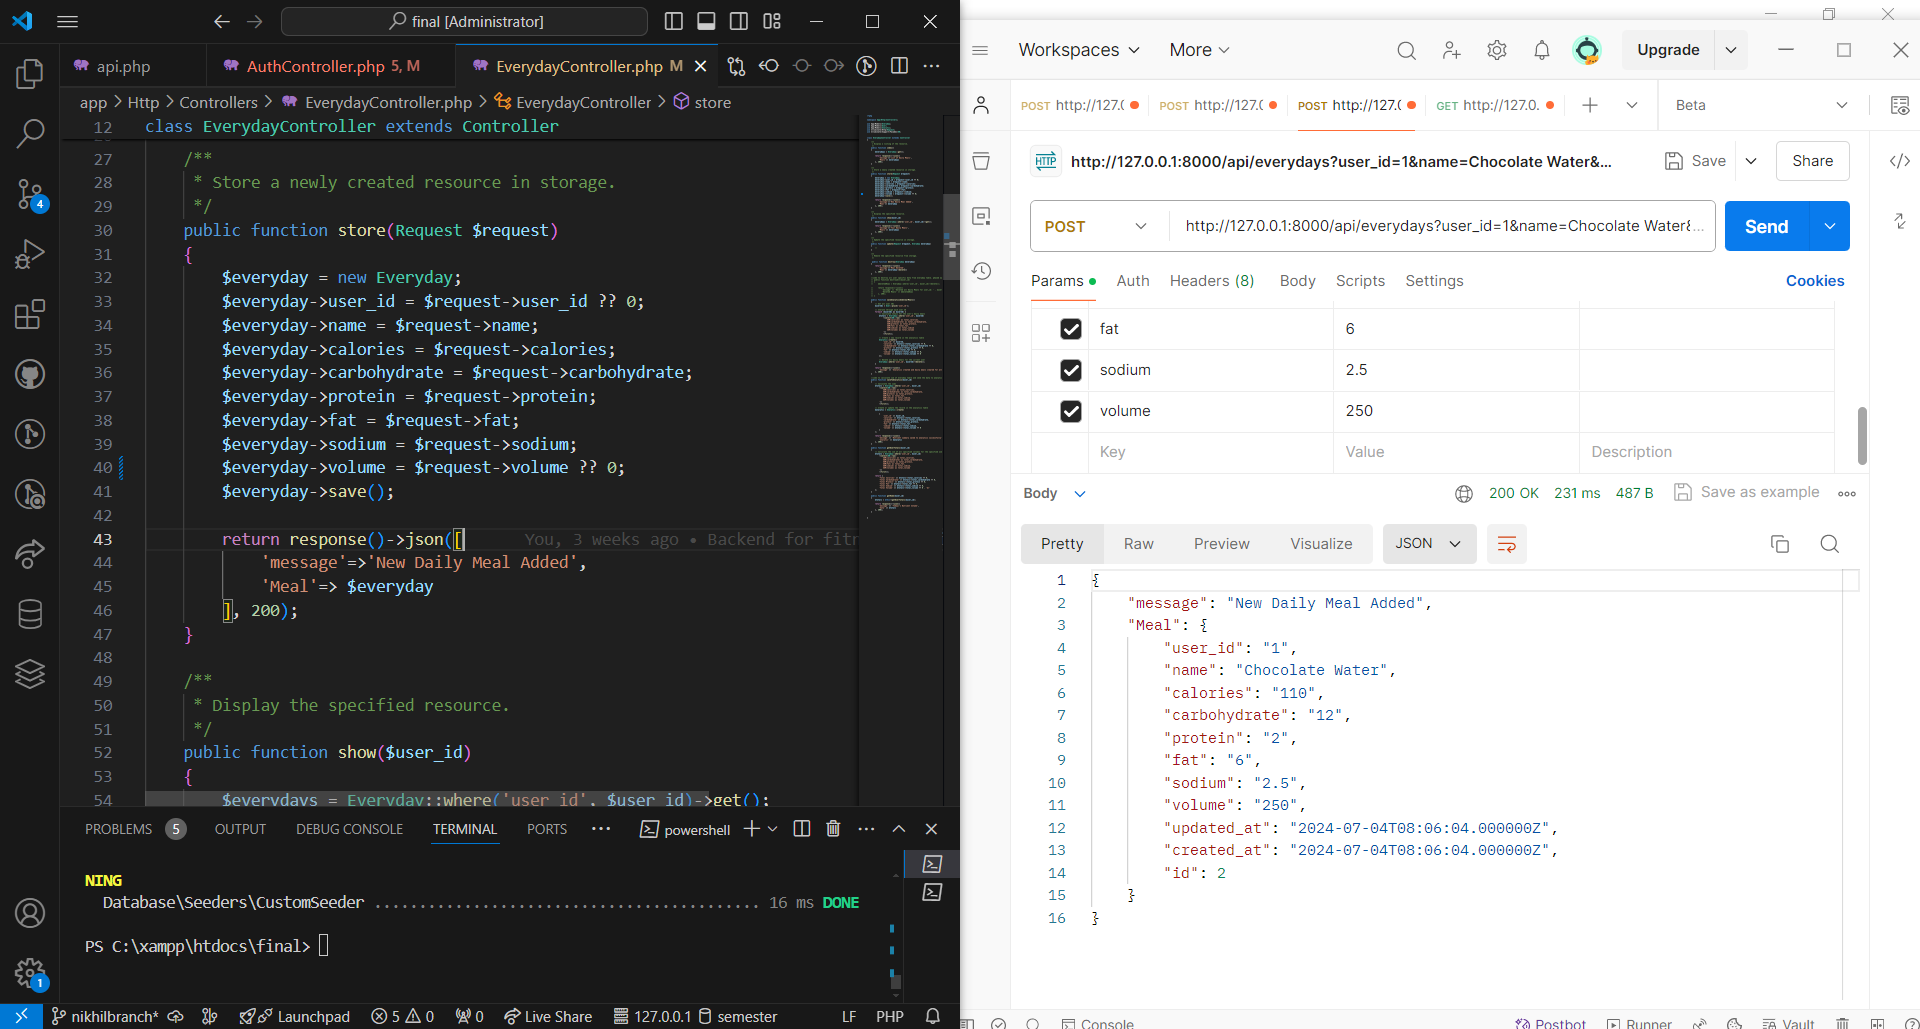 final [Administrator]
api.php
AuthController.php 5, M
EverydayController.php M
app > Http > Controllers > EverydayController.php > EverydayController > store
12 class EverydayController extends Controller
27 /**
28 * Store a newly created resource in storage.
29 */
30 public function store(Request $request)
31 {
32 $everyday = new Everyday;
33 $everyday->user_id = $request->user_id ?? 0;
34 $everyday->name = $request->name;
35 $everyday->calories = $request->calories;
36 $everyday->carbohydrate = $request->carbohydrate;
37 $everyday->protein = $request->protein;
38 $everyday->fat = $request->fat;
39 $everyday->sodium = $request->sodium;
40 $everyday->volume = $request->volume ?? 0;
41 $everyday->save();
42
43 return response()->json([ You, 3 weeks ago • Backend for fit
44 'message'=>'New Daily Meal Added',
45 'Meal'=> $everyday
46 ], 200);
47 }
48
49 /**
50 * Display the specified resource.
51 */
52 public function show($user_id)
53 {
54 $everydays = Everyday::where('user_id', $user_id)->get();
PROBLEMS 5 OUTPUT DEBUG CONSOLE TERMINAL PORTS ... powershell
NING
Database\Seeders\CustomSeeder ........................................... 16 ms DONE
PS C:\xampp\htdocs\final>
4
1
nikhilbranch* Launchpad 5 0 0 Live Share 127.0.0.1 semester LF PHP
Workspaces More Upgrade
POST http://127.( POST http://127.( POST http://127.( GET http://127.0. Beta
HTTP http://127.0.0.1:8000/api/everydays?user_id=1&name=Chocolate Water&... Save Share
POST http://127.0.0.1:8000/api/everydays?user_id=1&name=Chocolate Water&... Send
Params Auth Headers (8) Body Scripts Settings Cookies
fat 6
sodium 2.5
volume 250
Key Value Description
Body 200 OK 231 ms 487 B Save as example
Pretty Raw Preview Visualize JSON
1 {
2 "message": "New Daily Meal Added",
3 "Meal": {
4 "user_id": "1",
5 "name": "Chocolate Water",
6 "calories": "110",
7 "carbohydrate": "12",
8 "protein": "2",
9 "fat": "6",
10 "sodium": "2.5",
11 "volume": "250",
12 "updated_at": "2024-07-04T08:06:04.000000Z",
13 "created_at": "2024-07-04T08:06:04.000000Z",
14 "id": 2
15 }
16 }
Console Postbot Runner Vault